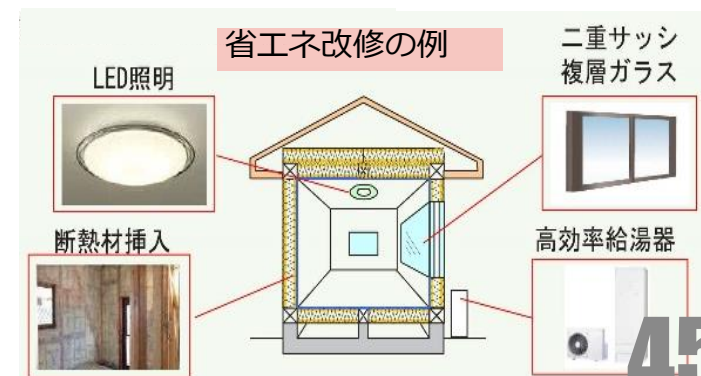 省エネ改修の例
LED照明
二重サッシ
複層ガラス
断熱材挿入
高効率給湯器
45